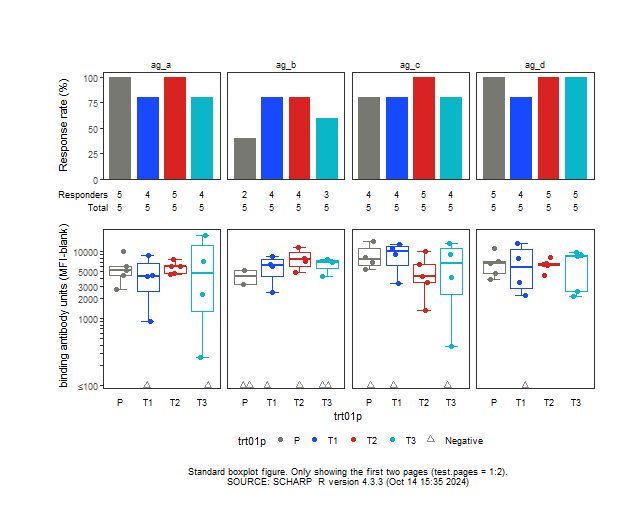 ag_a ag_b ag_c ag_d
Response rate (%)
100
75
50
25
0
Responders 5 4 5 4 2 4 4 3 4 4 5 4 5 4 5 5
Total 5 5 5 5 5 5 5 5 5 5 5 5 5 5 5 5
binding antibody units (MFI-blank)
10000
5000
3000
2000
1000
≤100
P T1 T2 T3 P T1 T2 T3 P T1 T2 T3 P T1 T2 T3
trt01p
trt01p P T1 T2 T3 Negative
Standard boxplot figure. Only showing the first two pages (test.pages = 1:2).
SOURCE: SCHARP R version 4.3.3 (Oct 14 15:35 2024)